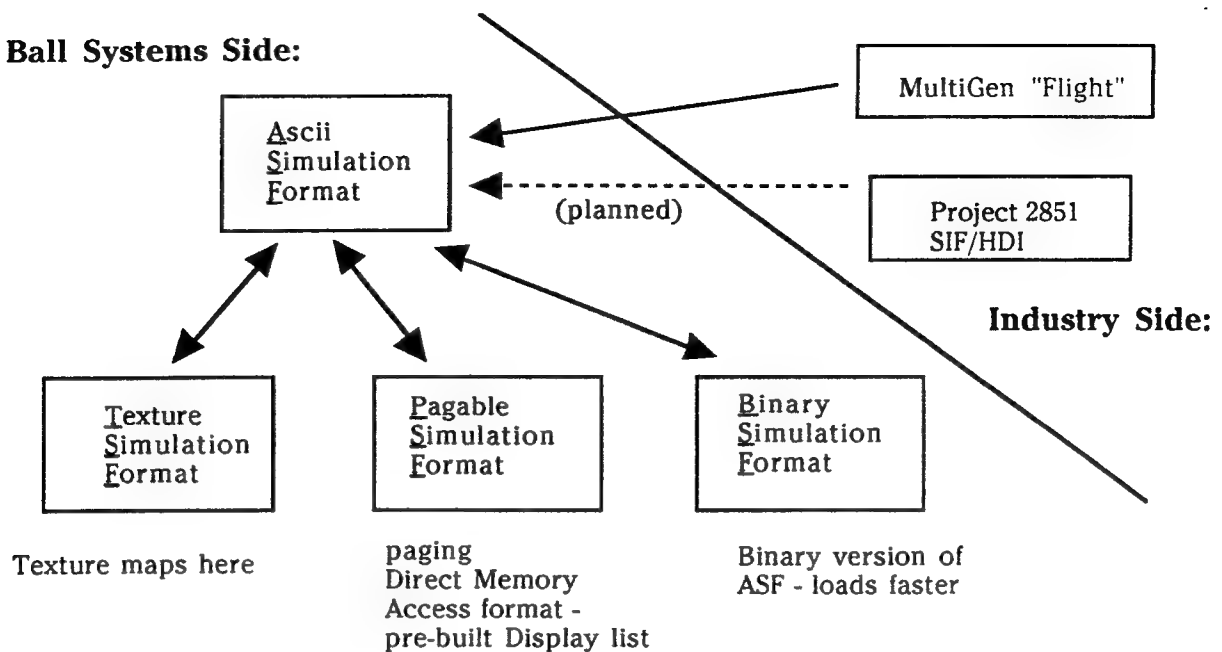 Ball Systems Side:
MultiGen "Flight"
Ascii
Simulation
Format
(planned)
Project 2851
SIF/HDI
Industry Side:
Texture
Simulation
Format
Pagable
Simulation
Format
Binary
Simulation
Format
Texture maps here
paging
Direct Memory
Access format -
pre-built Display list
Binary version of
ASF - loads faster